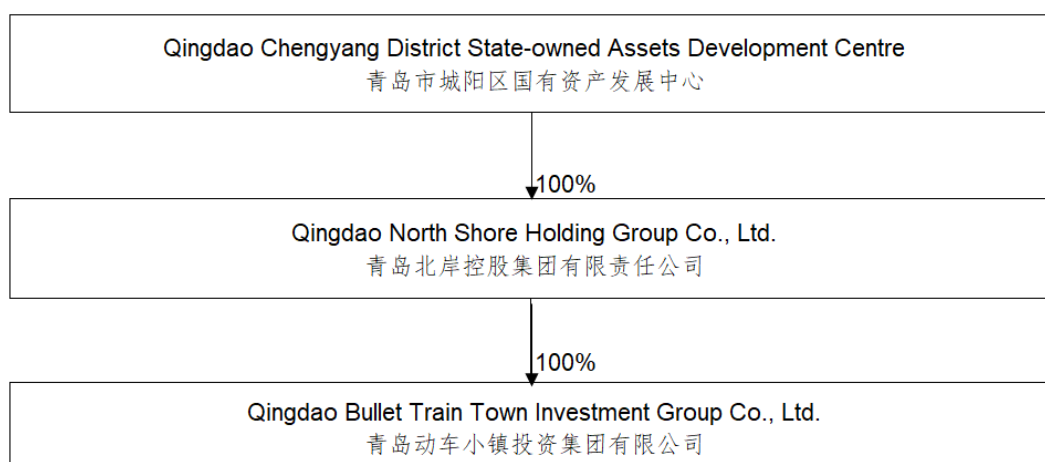 Qingdao Chengyang District State-owned Assets Development Centre
青岛市城阳区国有资产发展中心
100%
Qingdao North Shore Holding Group Co., Ltd.
青岛北岸控股集团有限责任公司
100%
Qingdao Bullet Train Town Investment Group Co., Ltd.
青岛动车小镇投资集团有限公司